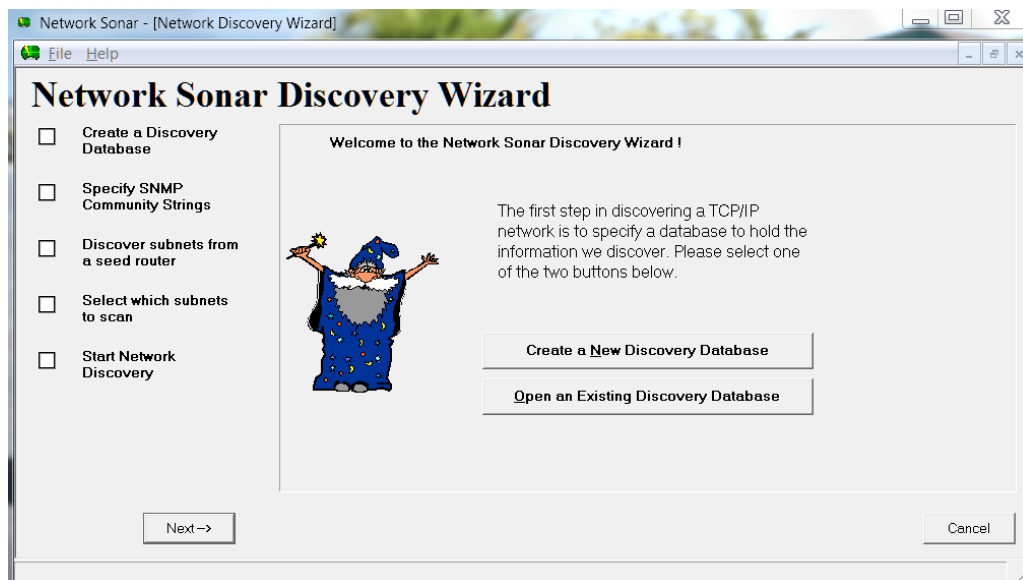 Network Sonar - [Network Discovery Wizard]
File Help
Network Sonar Discovery Wizard
Create a Discovery
Database
Specify SNMP
Community Strings
Discover subnets from
a seed router
Select which subnets
to scan
Start Network
Discovery
Welcome to the Network Sonar Discovery Wizard !
The first step in discovering a TCP/IP
network is to specify a database to hold the
information we discover. Please select one
of the two buttons below.
Create a New Discovery Database
Open an Existing Discovery Database
Next-->
Cancel